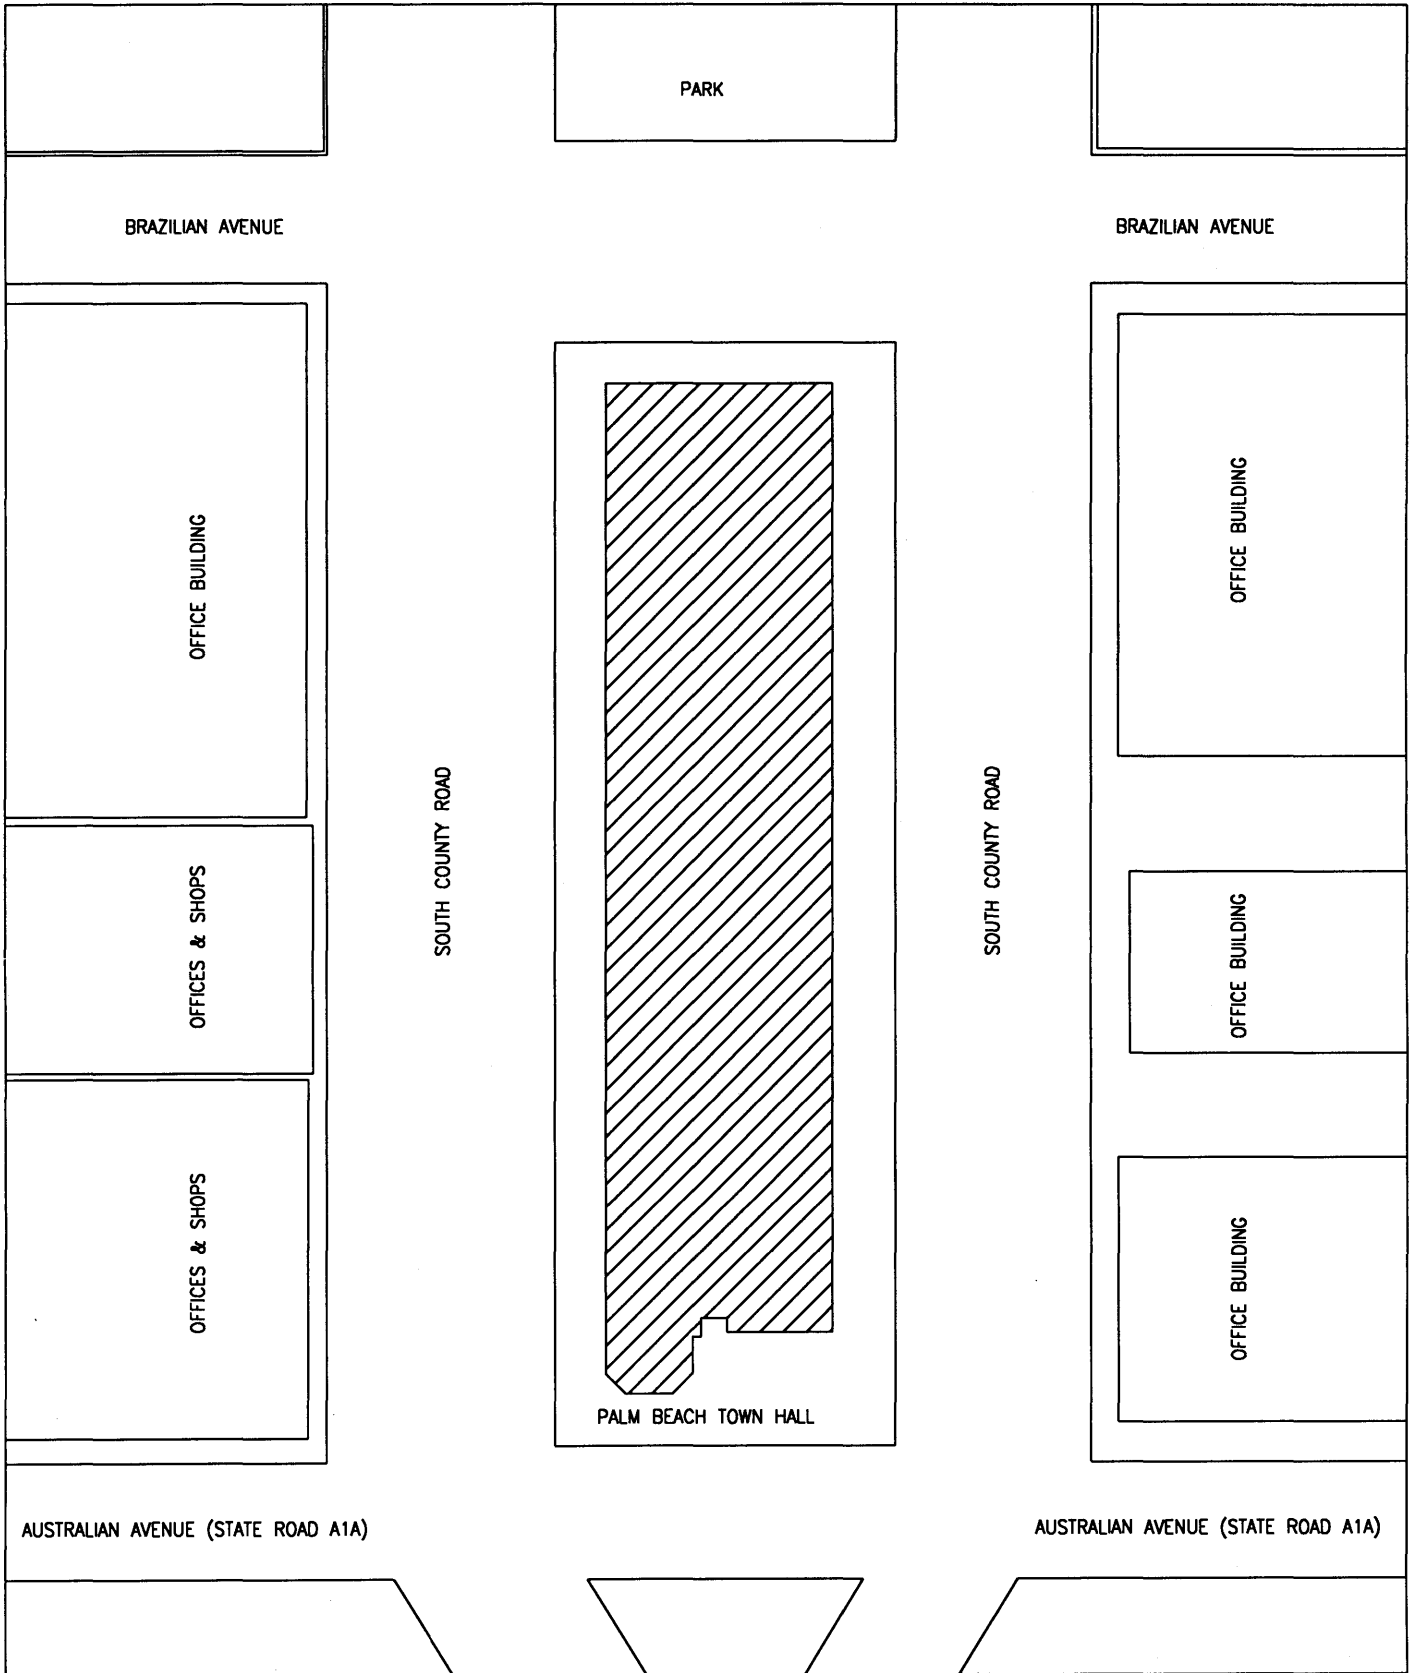 PARK
BRAZILIAN AVENUE
BRAZILIAN AVENUE
OFFICE BUILDING
OFFICE BUILDING
SOUTH COUNTY ROAD
SOUTH COUNTY ROAD
OFFICES & SHOPS
OFFICE BUILDING
OFFICES & SHOPS
OFFICE BUILDING
PALM BEACH TOWN HALL
AUSTRALIAN AVENUE (STATE ROAD A1A)
AUSTRALIAN AVENUE (STATE ROAD A1A)